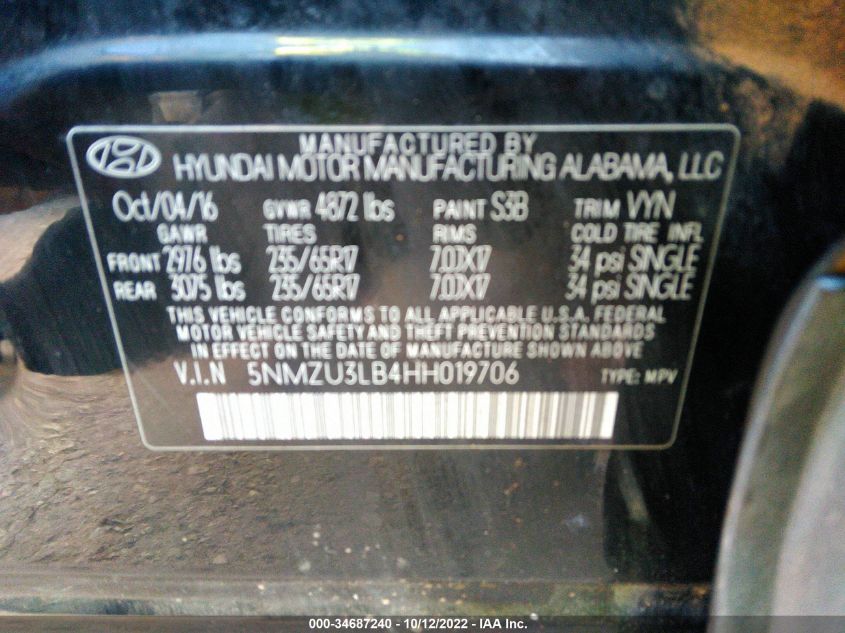 MANUFACTURED BY
HYUNDAI MOTOR MANUFACTURING ALABAMA, LLC
Oct/04/16 GVWR 4872 lbs PAINT S3B TRIM VYN
GAWR TIRES RIMS COLD TIRE INFL
FRONT 2976 lbs 235/65R17 7.0JX17 34 psi SINGLE
REAR 3075 lbs 235/65R17 7.0JX17 34 psi SINGLE
THIS VEHICLE CONFORMS TO ALL APPLICABLE U.S.A. FEDERAL
MOTOR VEHICLE SAFETY AND THEFT PREVENTION STANDARDS
IN EFFECT ON THE DATE OF MANUFACTURE SHOWN ABOVE
V.I.N 5NMZU3LB4HH019706 TYPE: MPV
000-34687240 - 10/12/2022 - IAA Inc.